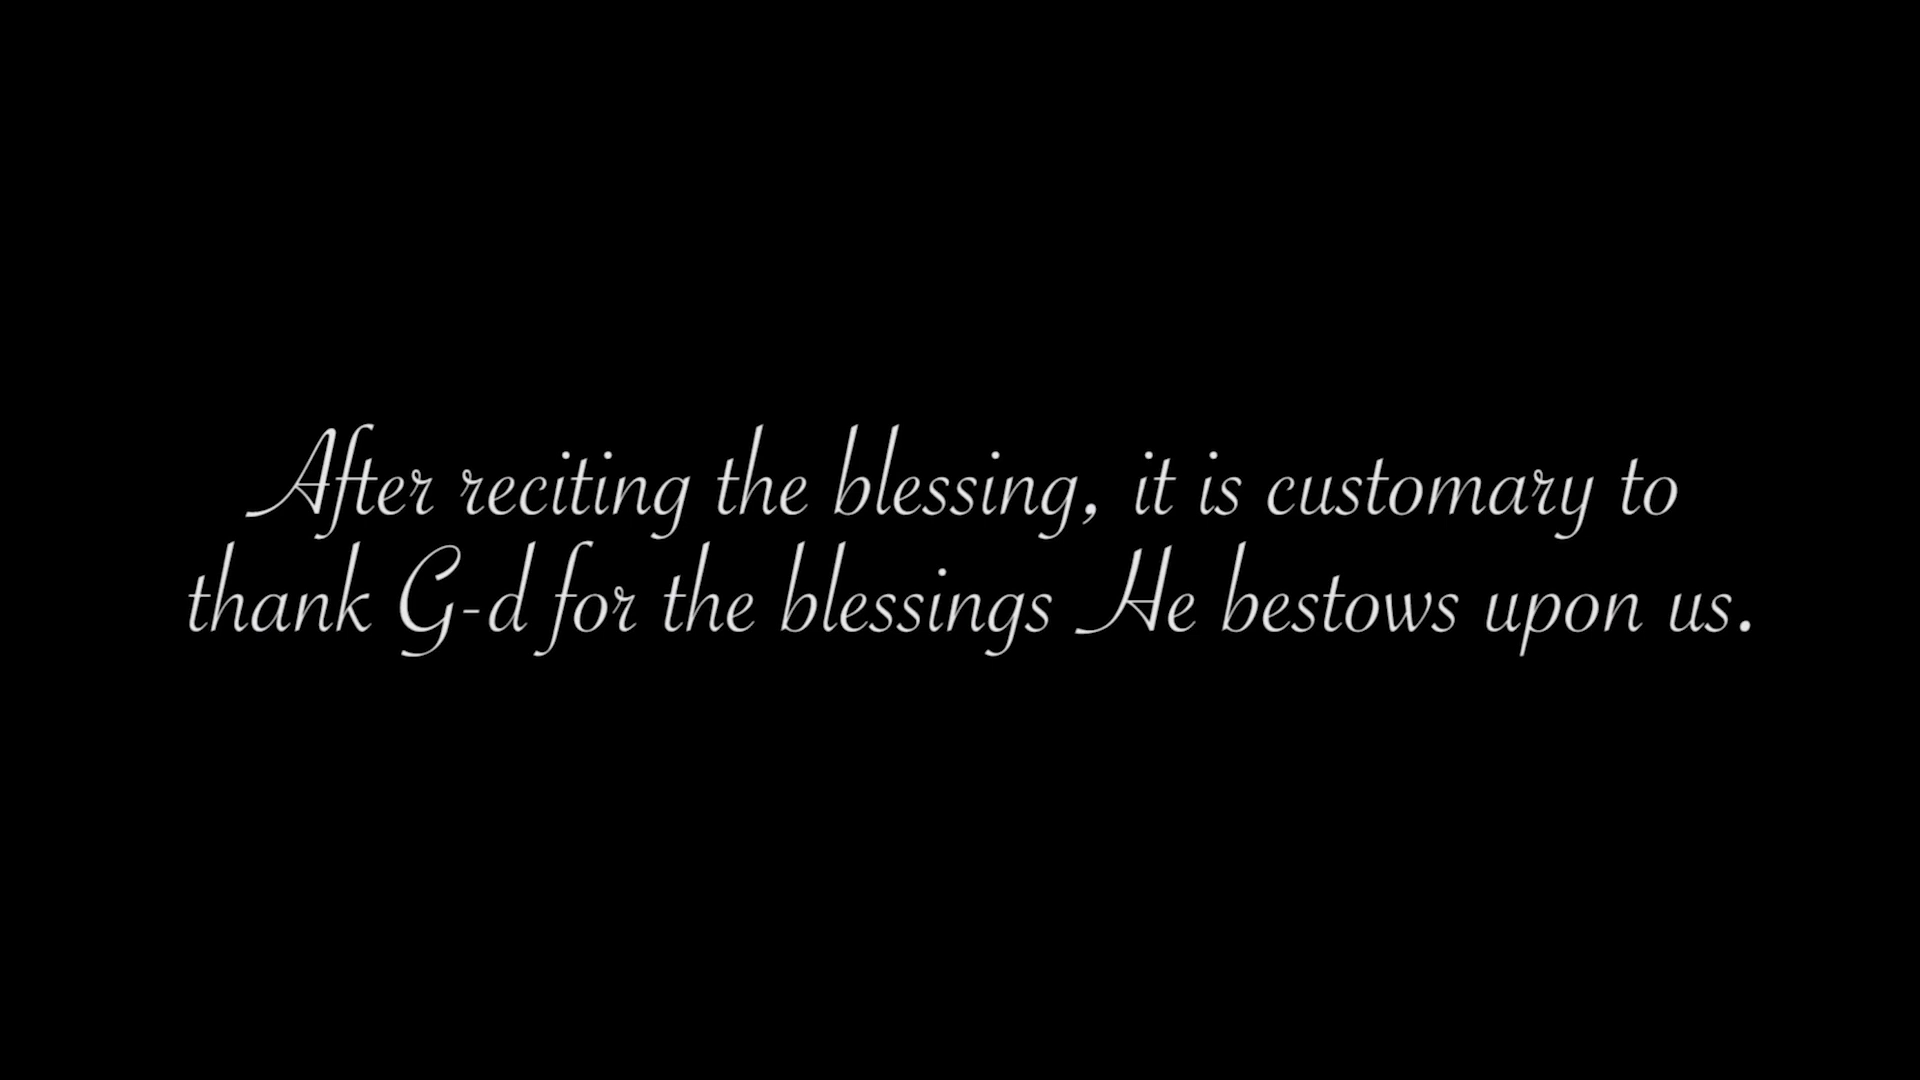 After reciting the blessing, it is customary to
thank G-d for the blessings He bestows upon us.